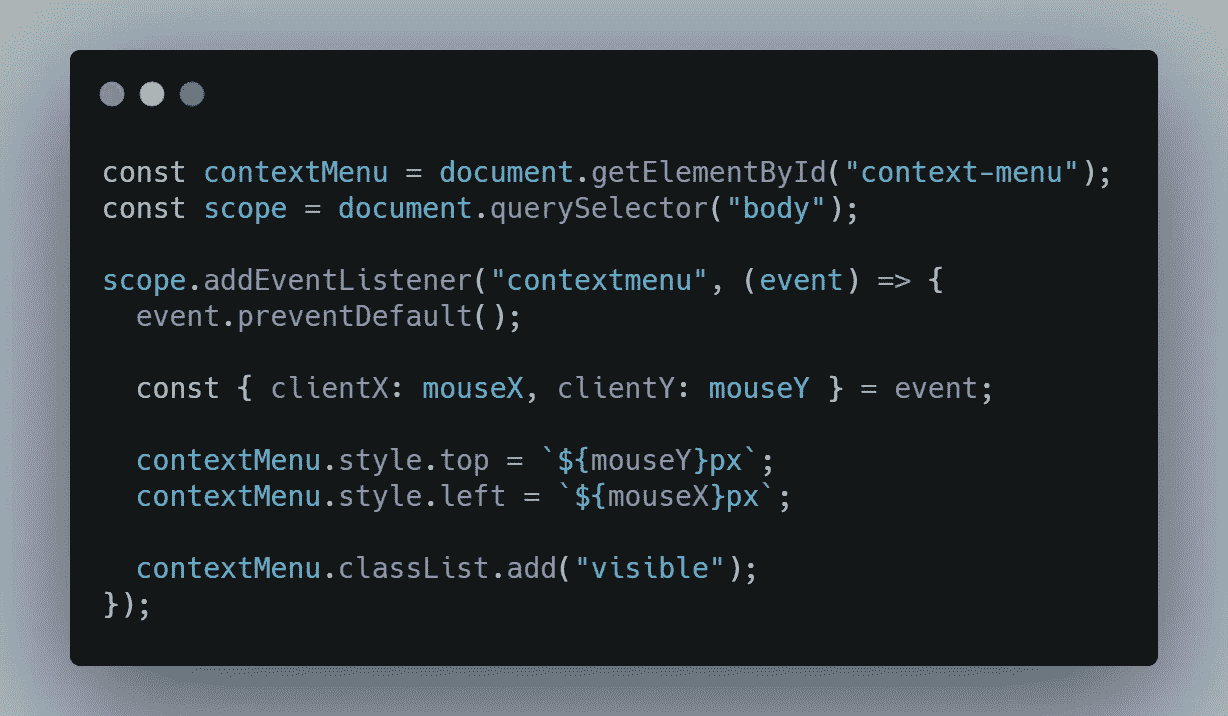 const contextMenu = document.getElementById("context-menu");
const scope = document.querySelector("body");
scope.addEventListener("contextmenu", (event) => {
event.preventDefault();
const { clientX: mouseX, clientY: mouseY } = event;
contextMenu.style.top = `${mouseY}px`;
contextMenu.style.left = `${mouseX}px`;
contextMenu.classList.add("visible");
});